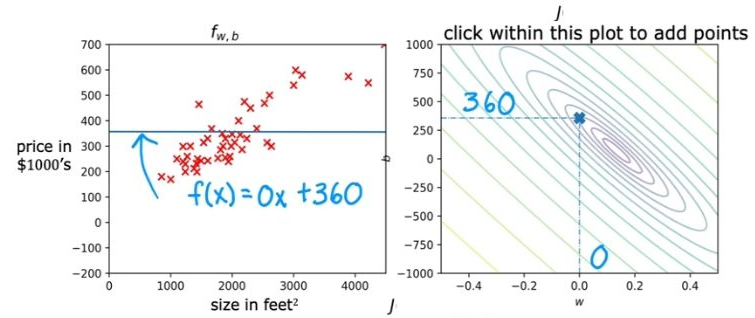 f_{w,b}
700
600
500
400
300
200
100
0
−100
−200
0 1000 2000 3000 4000
price in
$1000's
size in feet²
f(x)=0x+360
J
J
click within this plot to add points
1000
750
500
250
0
−250
−500
−750
−1000
−0.4 −0.2 0.0 0.2 0.4
b
w
360
0